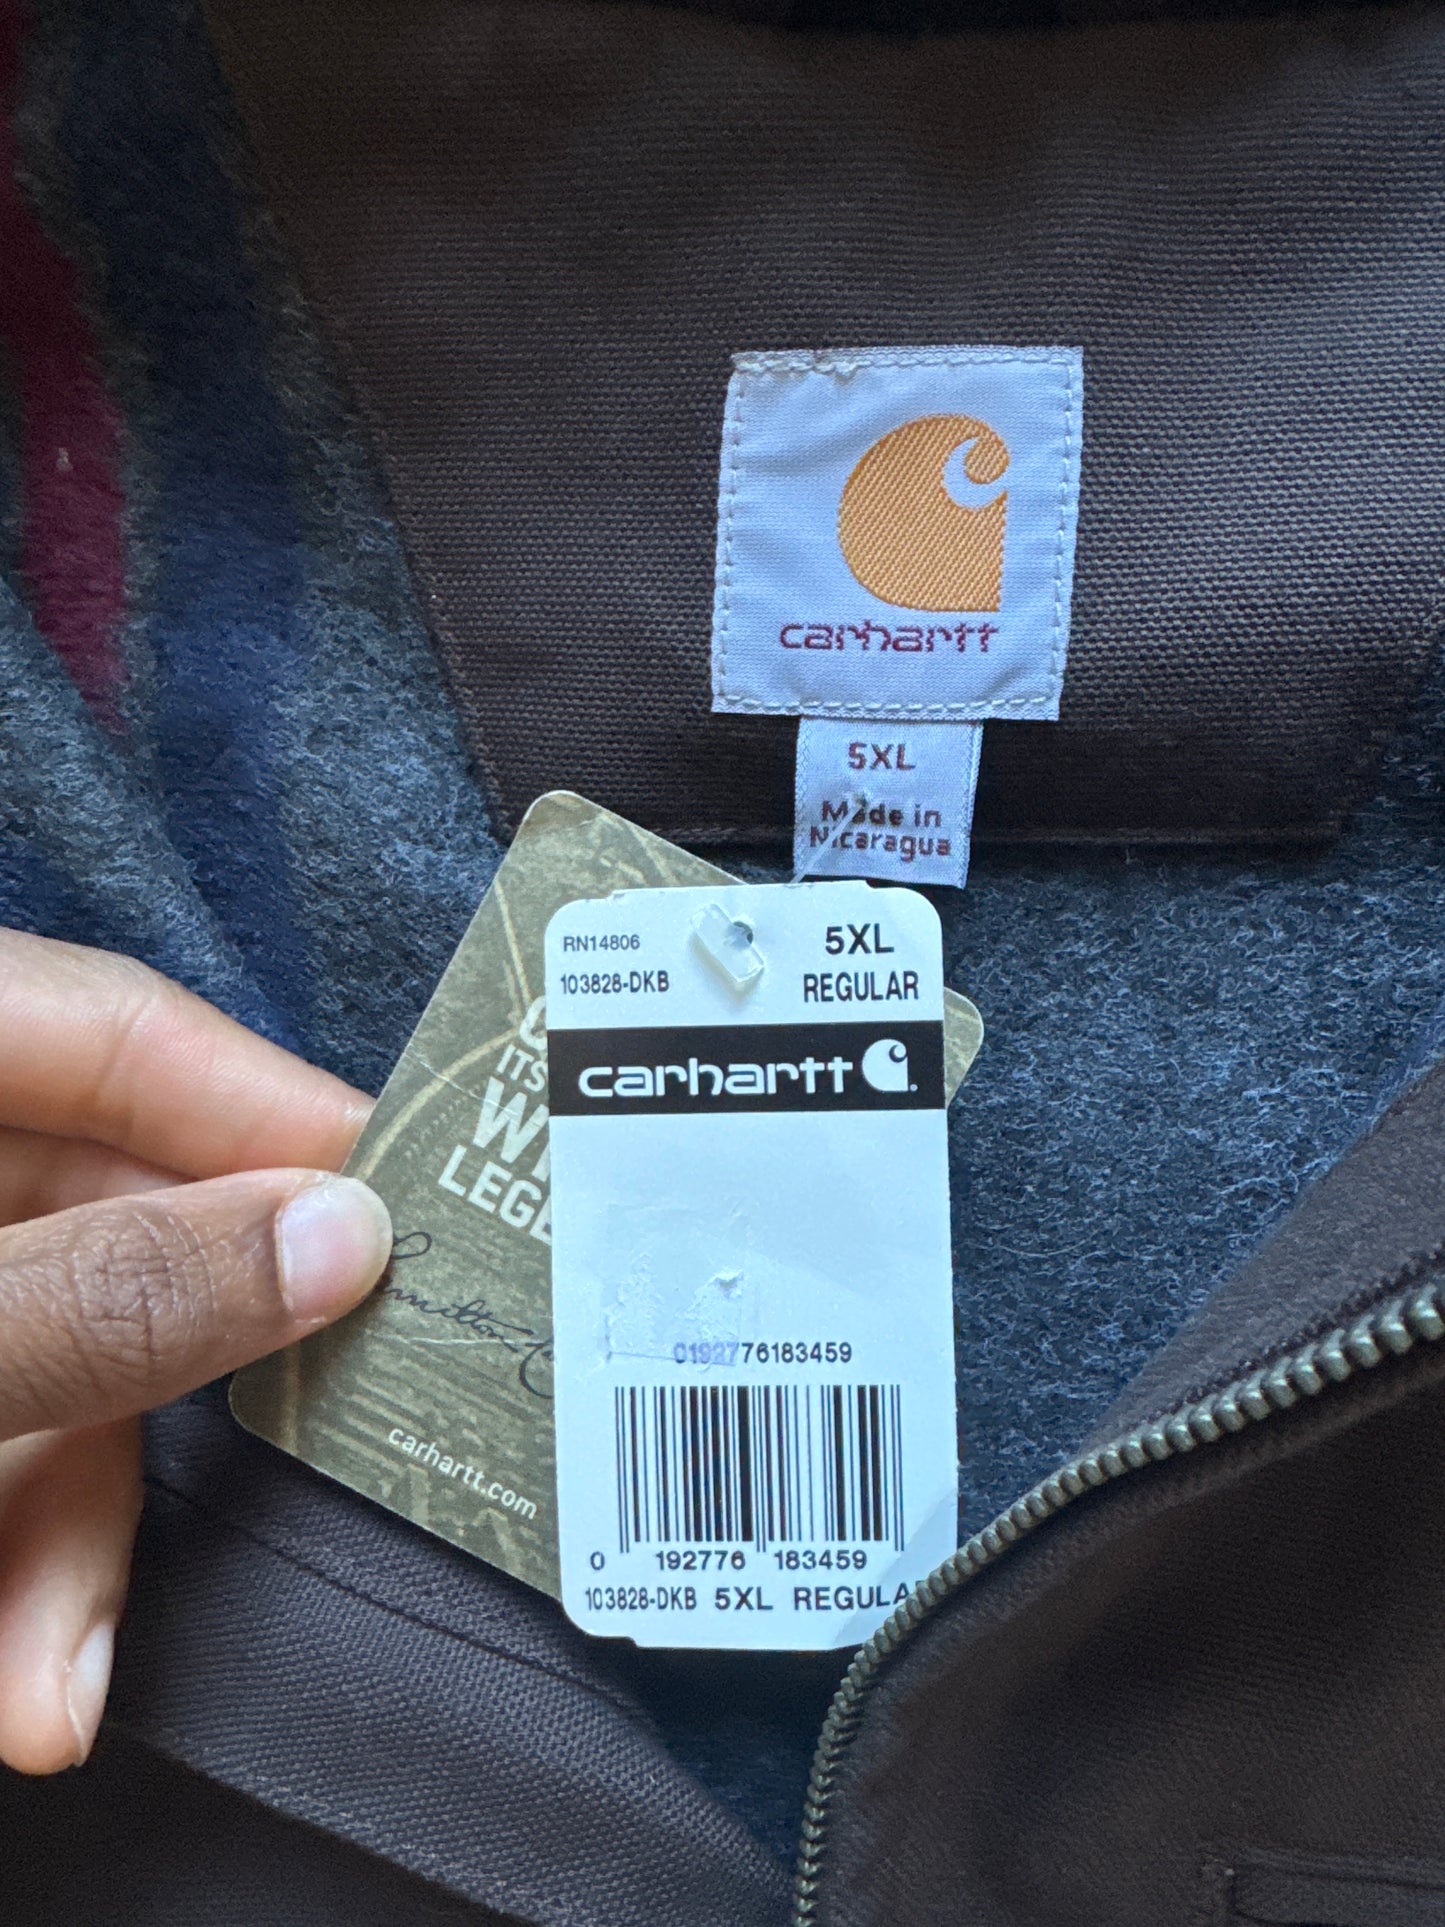 carhartt
5XL
Made in
Nicaragua
RN14806
5XL
103828-DKB
REGULAR
carhartt
ITS
LEGE
Hamilton
carhartt.com
0192776183459
0 192776 183459
103828-DKB 5XL REGULA